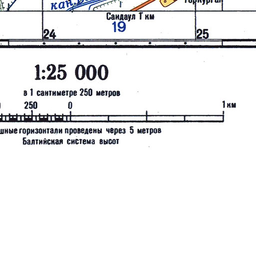 кан.
Сандаул 1 км
24
19
25
1:25 000
в 1 сантиметре 250 метров
250 0 1 км
горизонтали проведены через 5 метров
Балтийская система высот